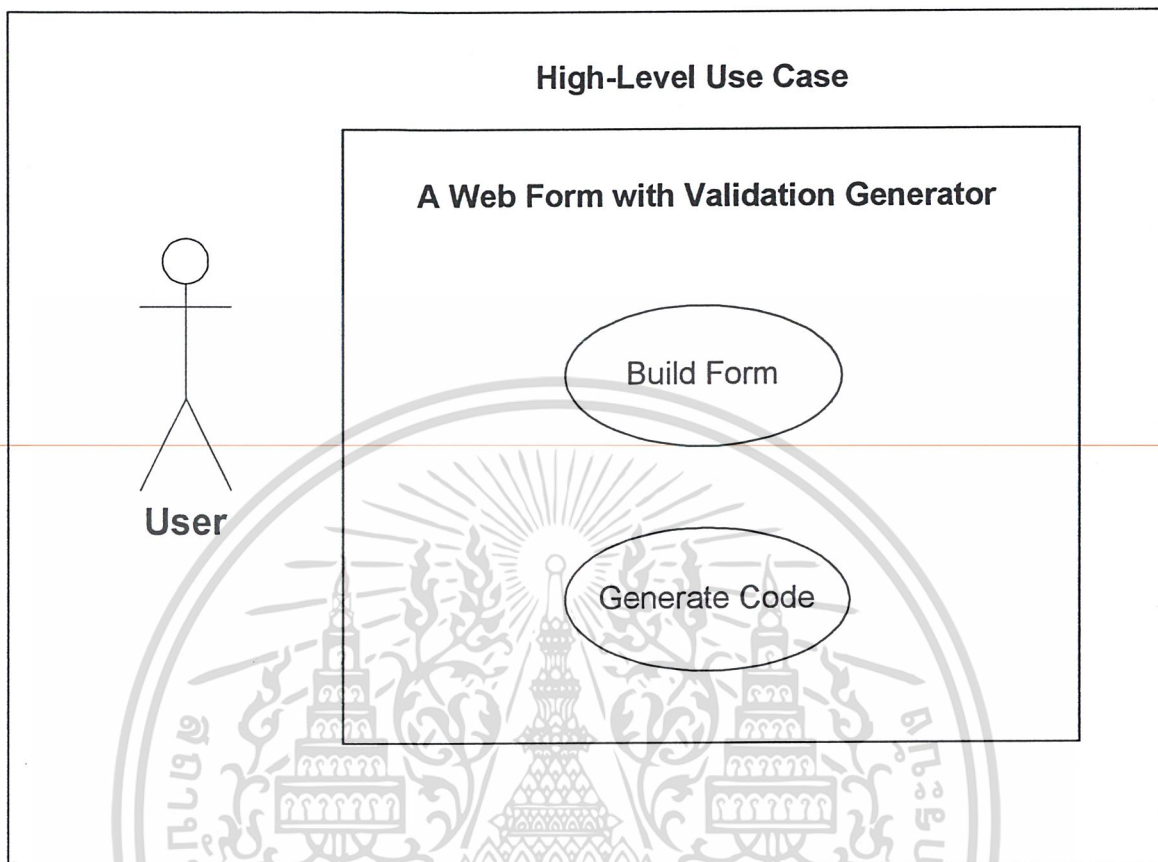 High-Level Use Case
A Web Form with Validation Generator
Build Form
User
Generate Code